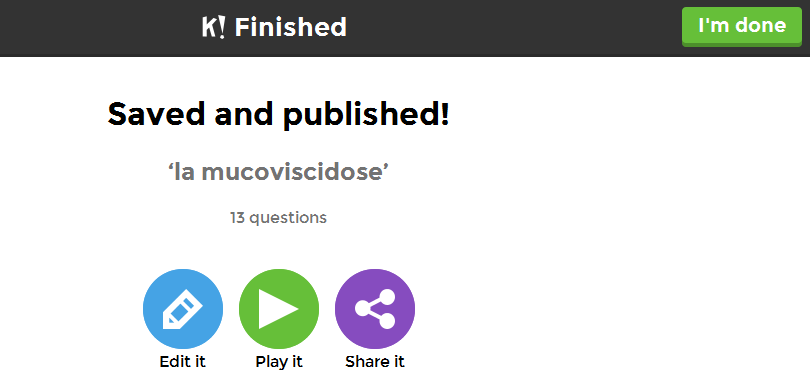 K! Finished
I'm done
Saved and published!
‘la mucoviscidose’
13 questions
Edit it
Play it
Share it